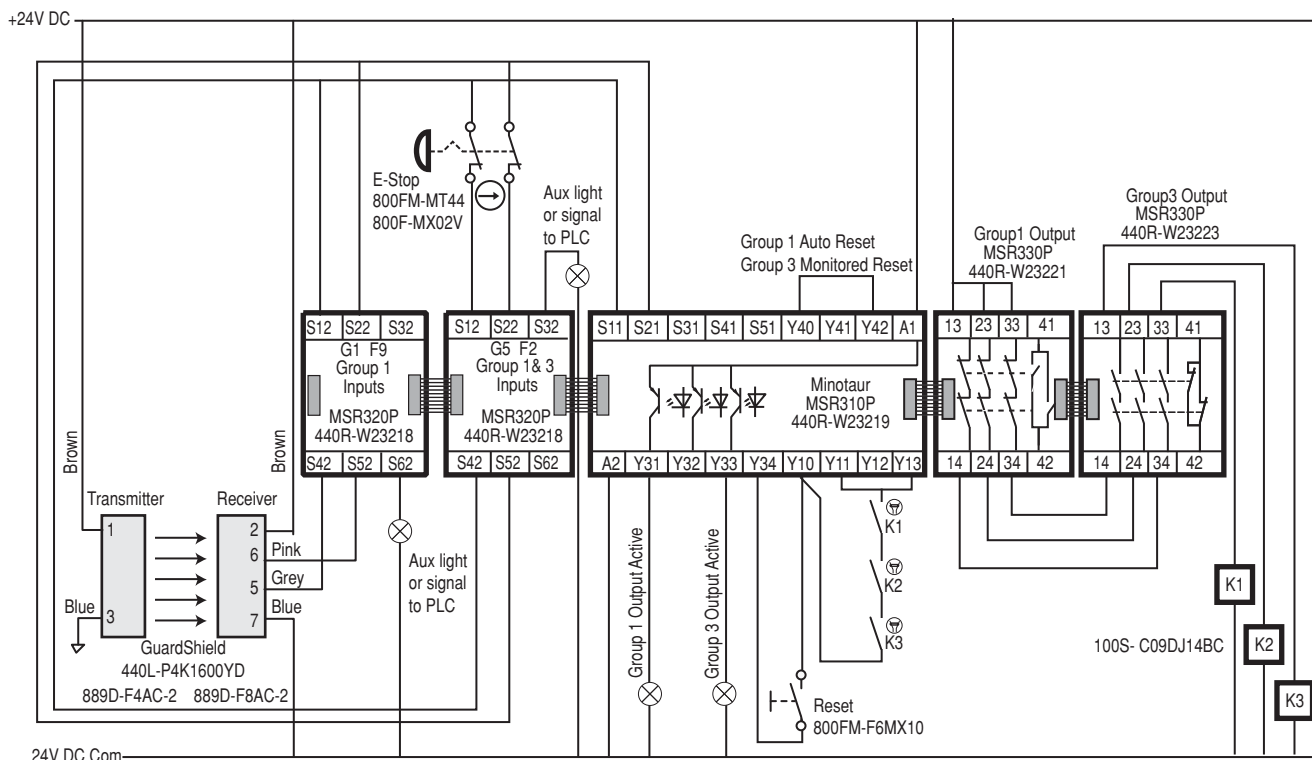 +24V DC
E-Stop
800FM-MT44
800F-MX02V
Aux light
or signal
to PLC
Group 1 Auto Reset
Group 3 Monitored Reset
Group1 Output
MSR330P
440R-W23221
Group3 Output
MSR330P
440R-W23223
S12 S22 S32
G1 F9
Group 1
Inputs
MSR320P
440R-W23218
S42 S52 S62
S12 S22 S32
G5 F2
Group 1& 3
Inputs
MSR320P
440R-W23218
S42 S52 S62
S11 S21 S31 S41 S51 Y40 Y41 Y42 A1
Minotaur
MSR310P
440R-W23219
A2 Y31 Y32 Y33 Y34 Y10 Y11 Y12 Y13
13 23 33 41
14 24 34 42
13 23 33 41
14 24 34 42
Brown
Brown
Transmitter
Receiver
1
3
2
6
5
7
Pink
Grey
Blue
Blue
GuardShield
440L-P4K1600YD
889D-F4AC-2 889D-F8AC-2
Aux light
or signal
to PLC
Group 1 Output Active
Group 3 Output Active
K1
K2
K3
Reset
800FM-F6MX10
100S- C09DJ14BC
K1
K2
K3
24V DC Com